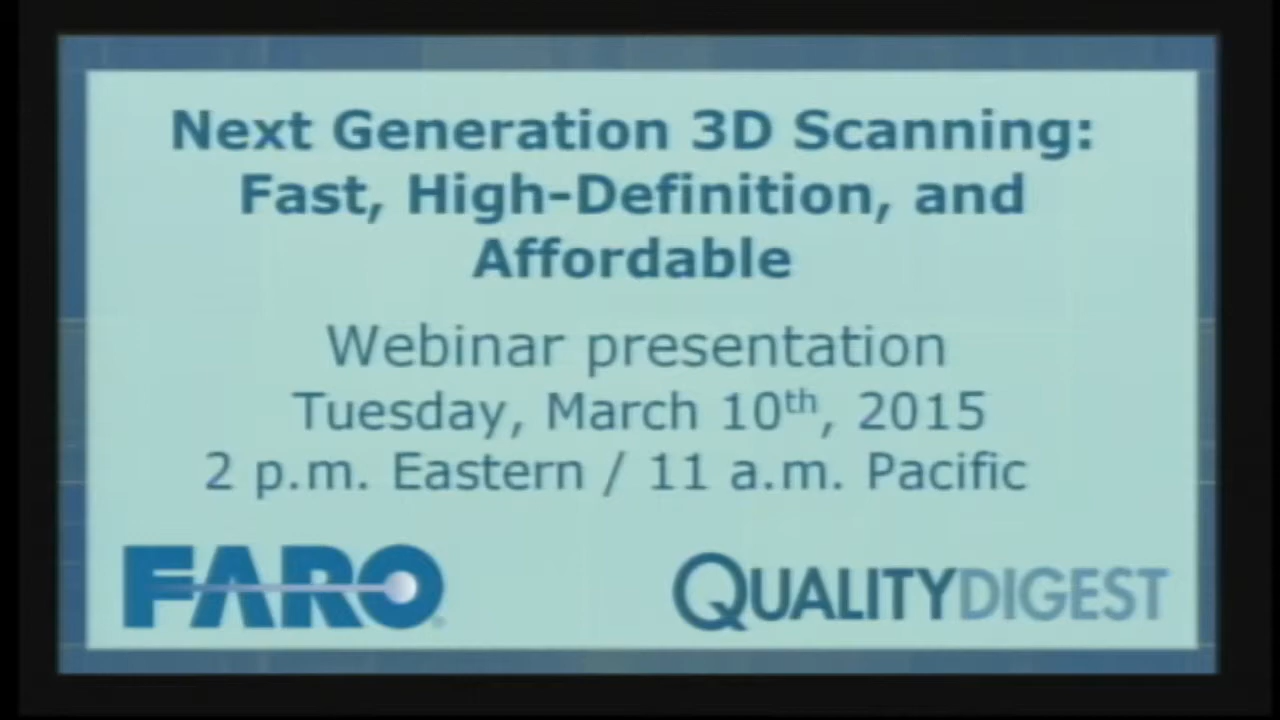 Next Generation 3D Scanning:
Fast, High-Definition, and
Affordable
Webinar presentation
Tuesday, March 10th, 2015
2 p.m. Eastern / 11 a.m. Pacific
FARO
QUALITYDIGEST